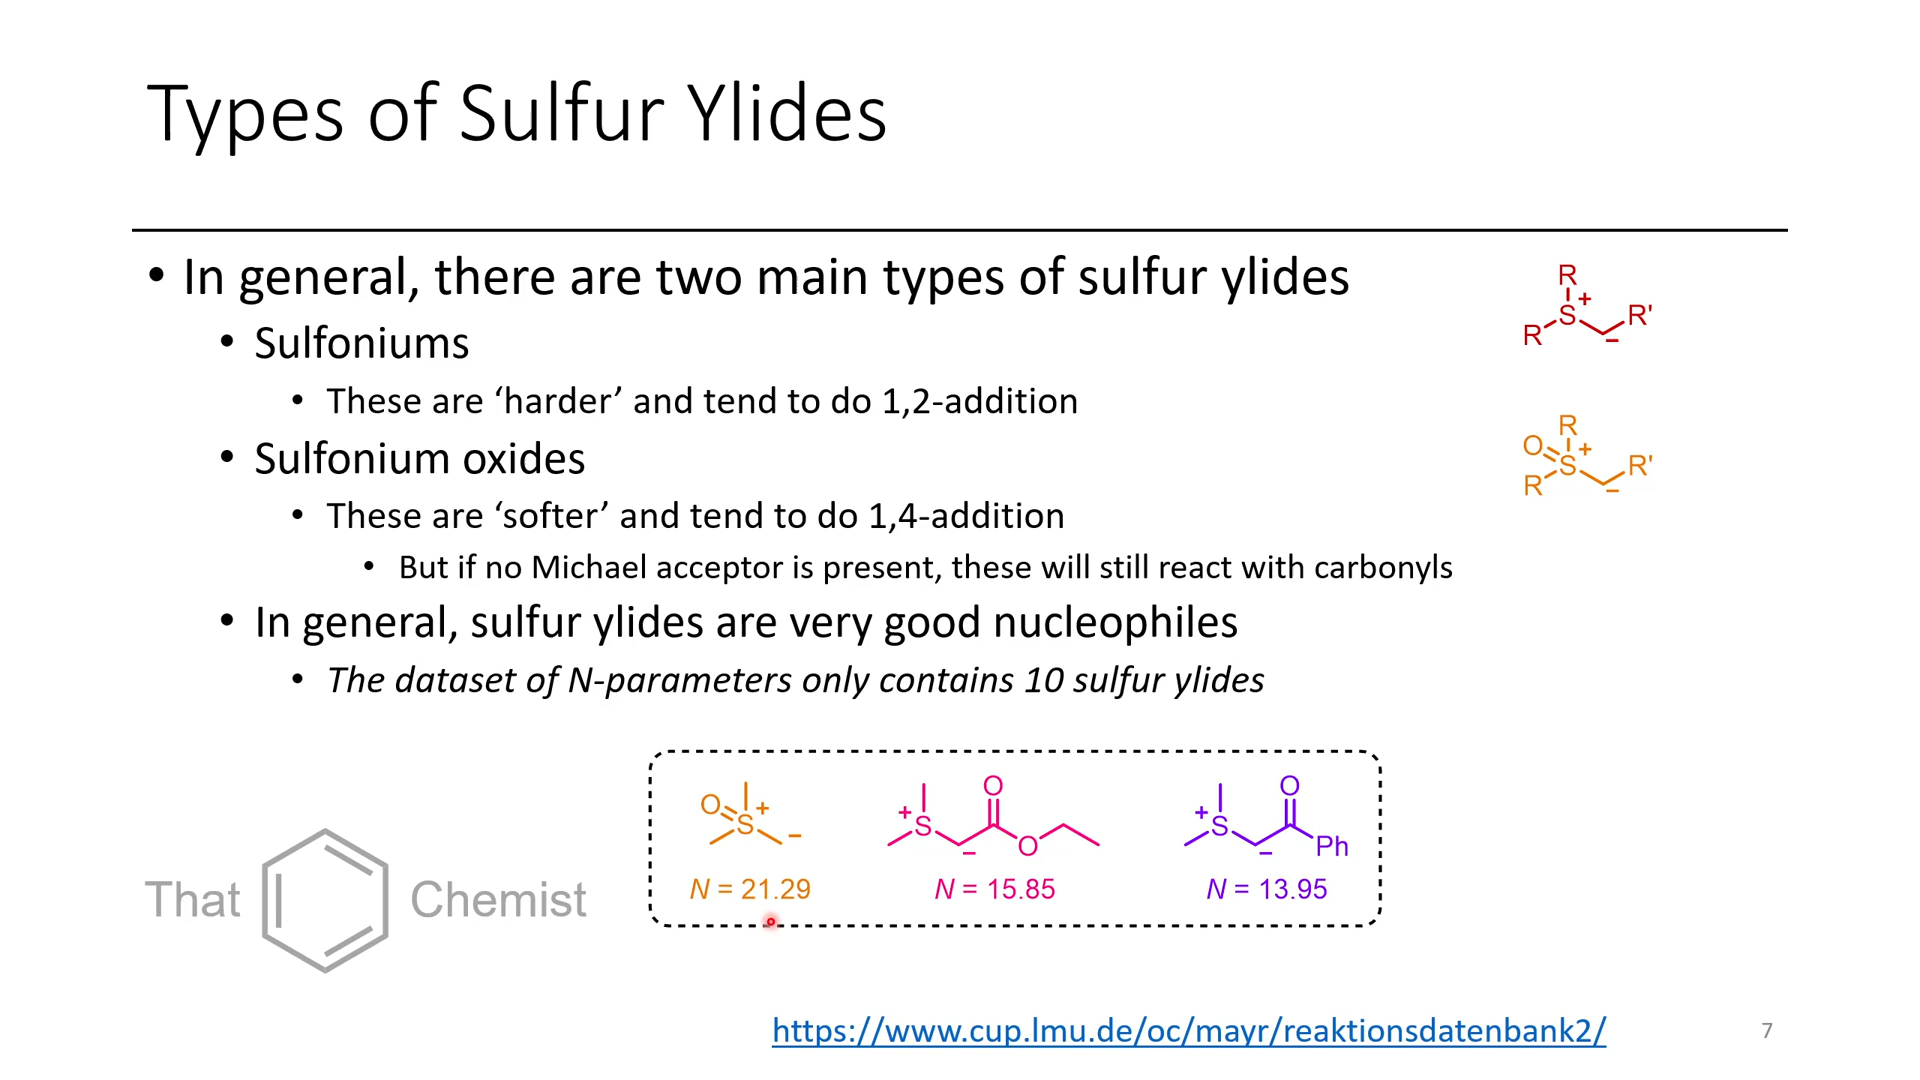 Types of Sulfur Ylides
• In general, there are two main types of sulfur ylides
• Sulfoniums
• These are ‘harder’ and tend to do 1,2-addition
• Sulfonium oxides
• These are ‘softer’ and tend to do 1,4-addition
• But if no Michael acceptor is present, these will still react with carbonyls
• In general, sulfur ylides are very good nucleophiles
• The dataset of N-parameters only contains 10 sulfur ylides
R
S +
R R'
−
R
O
S +
R R'
−
O
S +
−
N = 21.29
+
S
O
O
−
N = 15.85
+
S
O
Ph
−
N = 13.95
That Chemist
https://www.cup.lmu.de/oc/mayr/reaktionsdatenbank2/
7